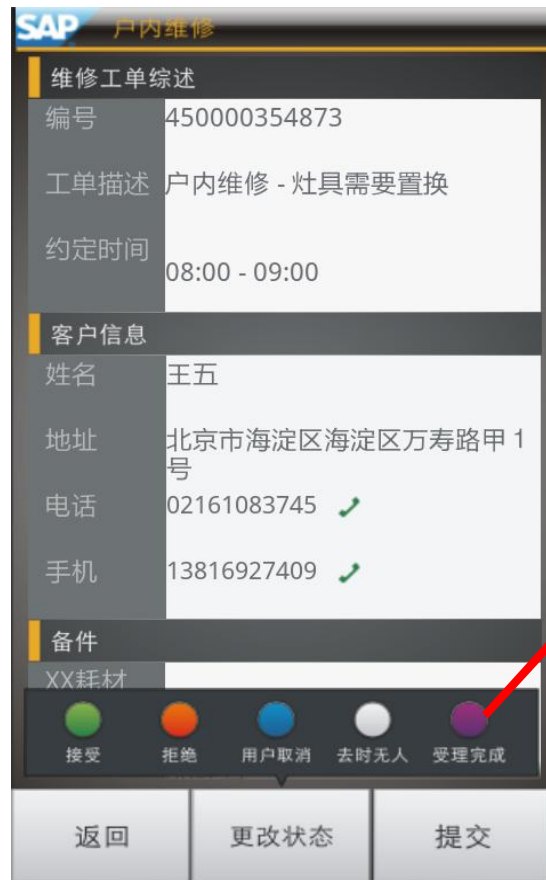 SAP 户内维修
维修工单综述
编号 450000354873
工单描述 户内维修 - 灶具需要置换
约定时间
08:00 - 09:00
客户信息
姓名 王五
地址 北京市海淀区海淀区万寿路甲1
号
电话 02161083745
手机 13816927409
备件
XX耗材
接受 拒绝 用户取消 去时无人 受理完成
返回 更改状态 提交